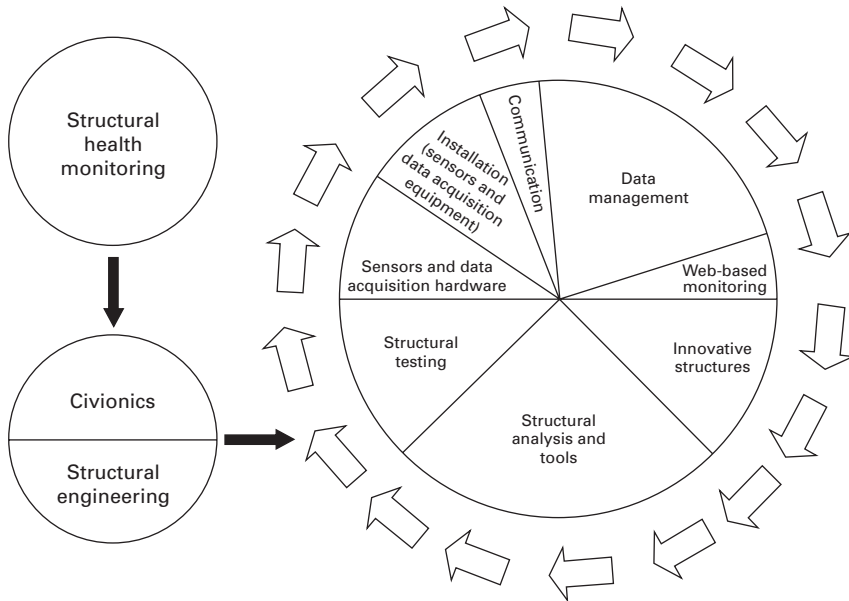 Structural
health
monitoring
Civionics
Structural
engineering
Installation
(sensors and
data acquisition
equipment)
Communication
Data
management
Sensors and data
acquisition hardware
Web-based
monitoring
Structural
testing
Innovative
structures
Structural
analysis and
tools